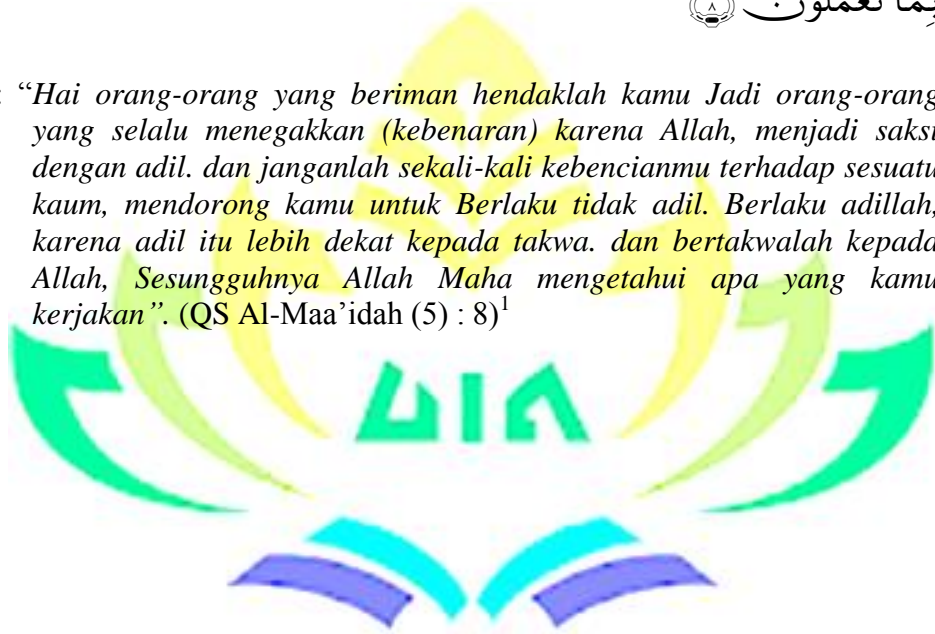 بِمَا تَعْمَلُونَ ۝٨
“Hai orang-orang yang beriman hendaklah kamu Jadi orang-orang
yang selalu menegakkan (kebenaran) karena Allah, menjadi saksi
dengan adil. dan janganlah sekali-kali kebencianmu terhadap sesuatu
kaum, mendorong kamu untuk Berlaku tidak adil. Berlaku adillah,
karena adil itu lebih dekat kepada takwa. dan bertakwalah kepada
Allah, Sesungguhnya Allah Maha mengetahui apa yang kamu
kerjakan”. (QS Al-Maa’idah (5) : 8)¹
UIN